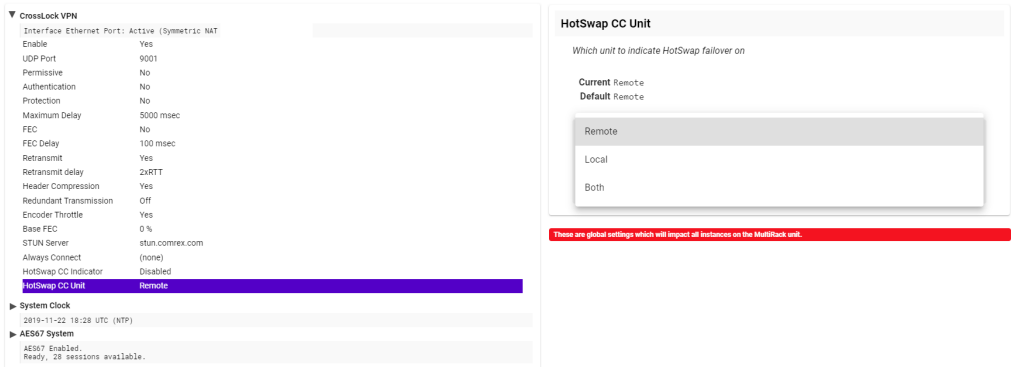 CrossLock VPN
Interface Ethernet Port: Active (Symmetric NAT
Enable Yes
UDP Port 9001
Permissive No
Authentication No
Protection No
Maximum Delay 5000 msec
FEC No
FEC Delay 100 msec
Retransmit Yes
Retransmit delay 2xRTT
Header Compression Yes
Redundant Transmission Off
Encoder Throttle Yes
Base FEC 0 %
STUN Server stun.comrex.com
Always Connect (none)
HotSwap CC Indicator Disabled
HotSwap CC Unit Remote
System Clock
2019-11-22 18:28 UTC (NTP)
AES67 System
AES67 Enabled.
Ready, 28 sessions available.
HotSwap CC Unit
Which unit to indicate HotSwap failover on
Current Remote
Default Remote
Remote
Local
Both
These are global settings which will impact all instances on the MultiRack unit.